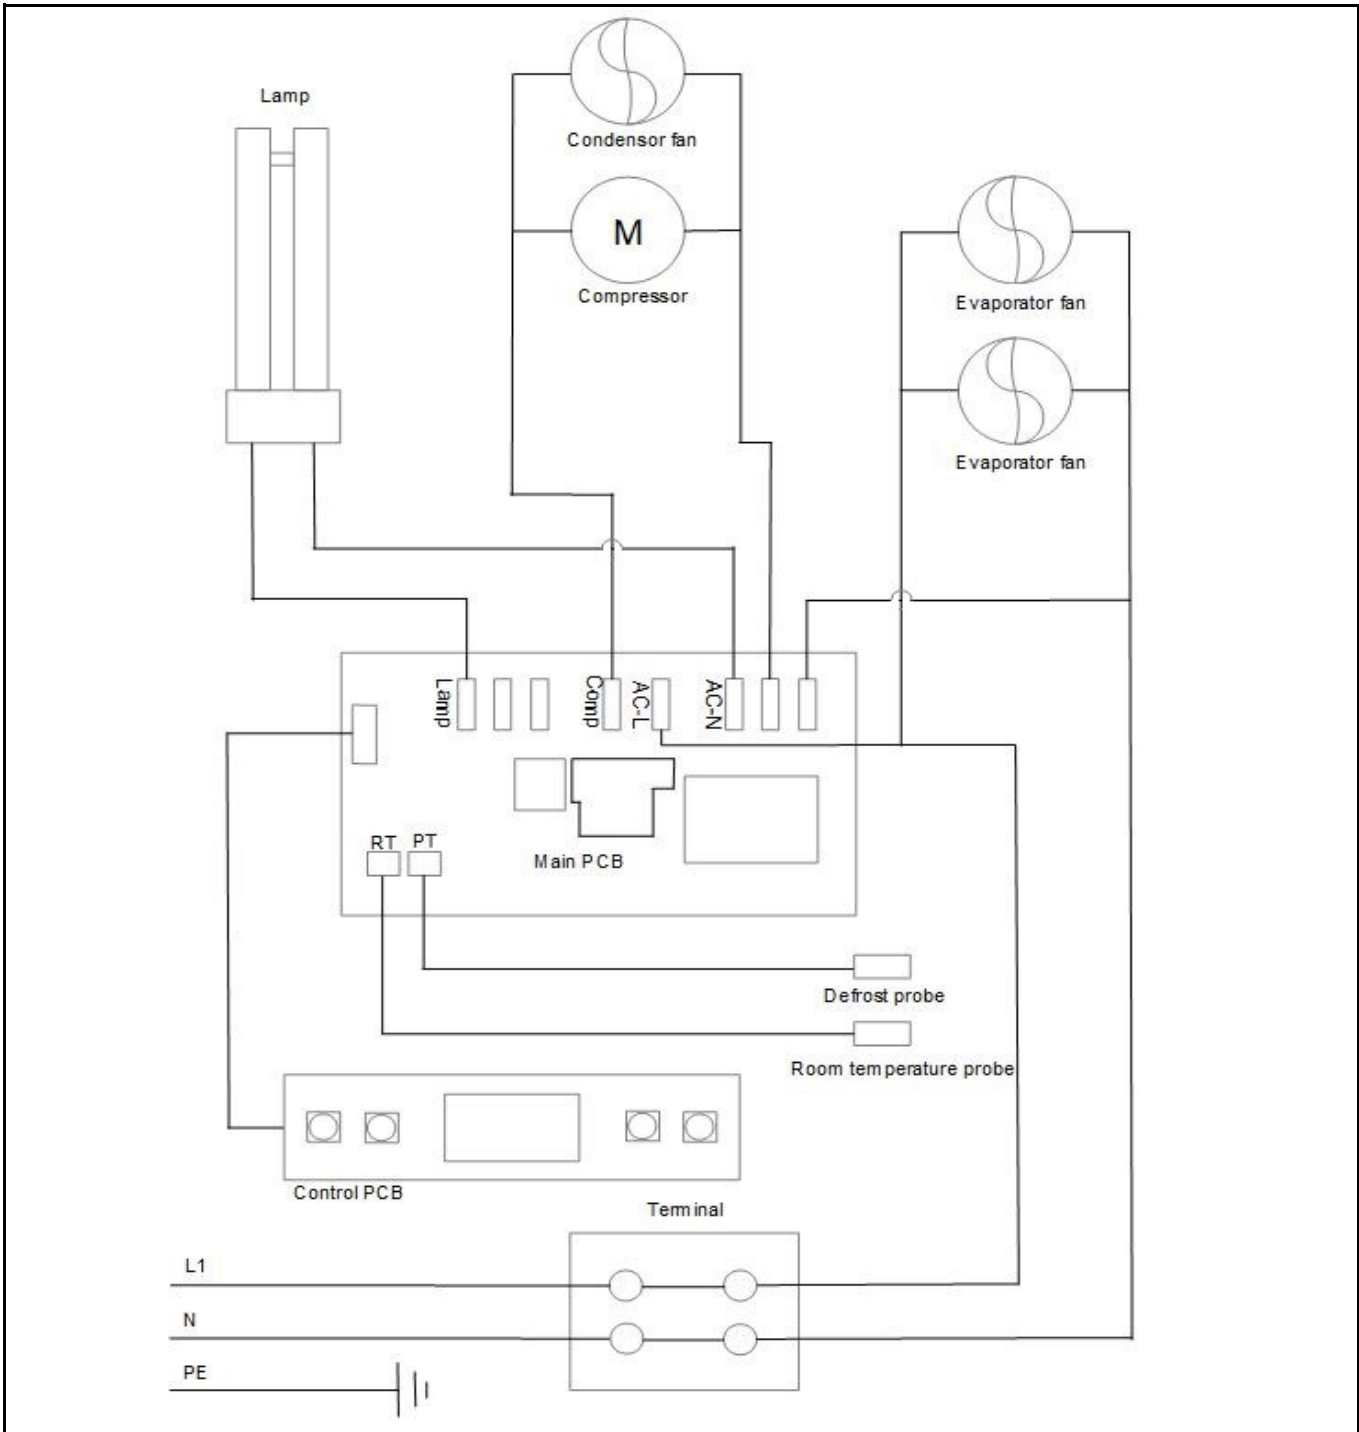 Lamp
Condensor fan
M
Compressor
Evaporator fan
Evaporator fan
Lamp
Comp
AC-L
AC-N
RT
PT
Main PCB
Defrost probe
Room temperature probe
Control PCB
Terminal
L1
N
PE